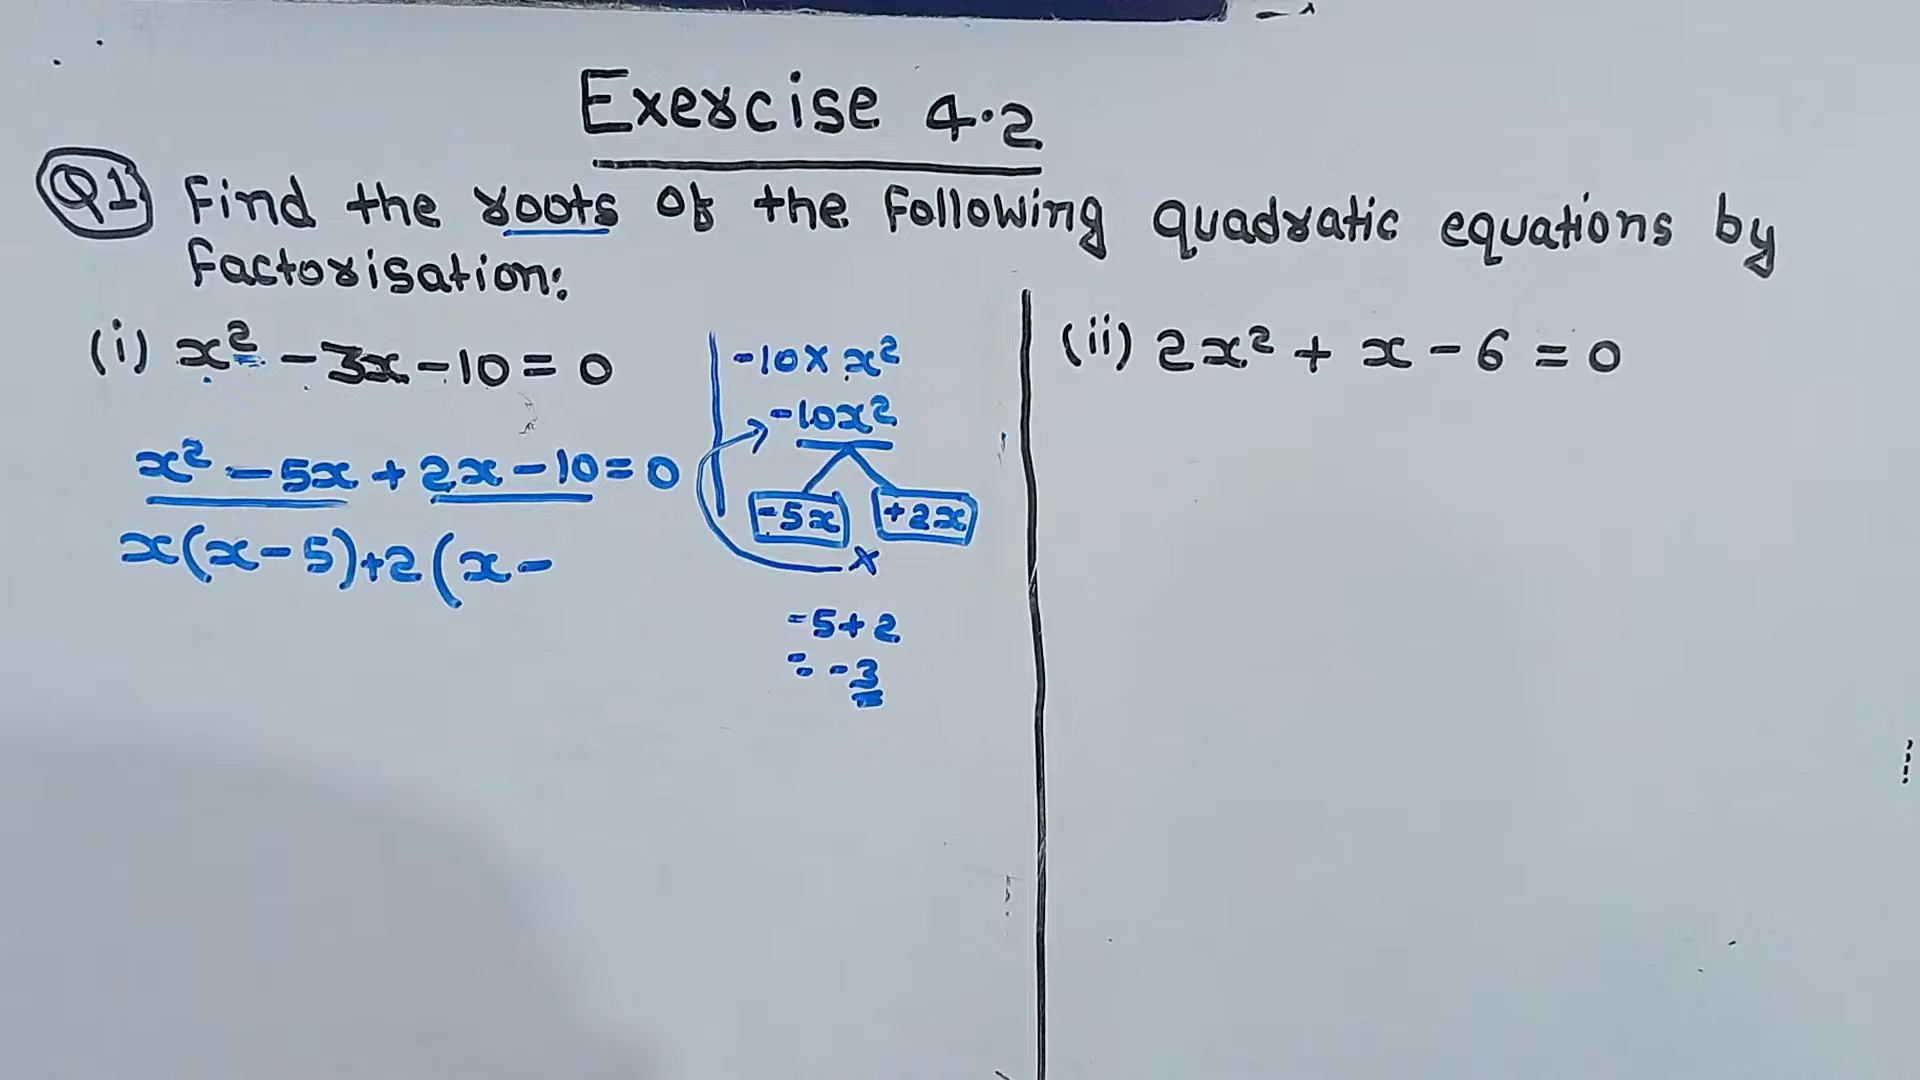 Exercise 4.2
Q1 Find the roots of the following quadratic equations by
factorisation:
(i) x² - 3x - 10 = 0
x² - 5x + 2x - 10 = 0
x(x - 5) + 2(x -
-10 × x²
-10x²
-5x +2x
×
-5 + 2
= -3
(ii) 2x² + x - 6 = 0